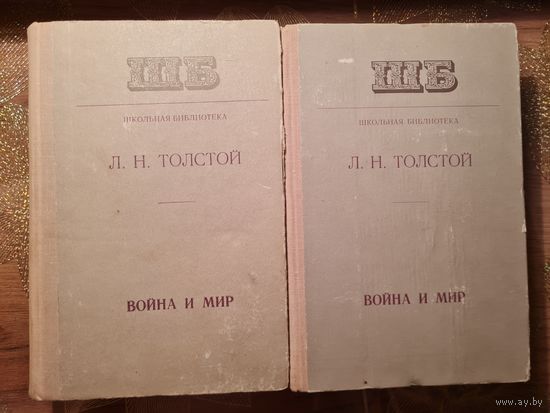 ШБ
ШКОЛЬНАЯ БИБЛИОТЕКА
Л. Н. ТОЛСТОЙ
ВОЙНА И МИР
ШБ
ШКОЛЬНАЯ БИБЛИОТЕКА
Л. Н. ТОЛСТОЙ
ВОЙНА И МИР
www.ay.by